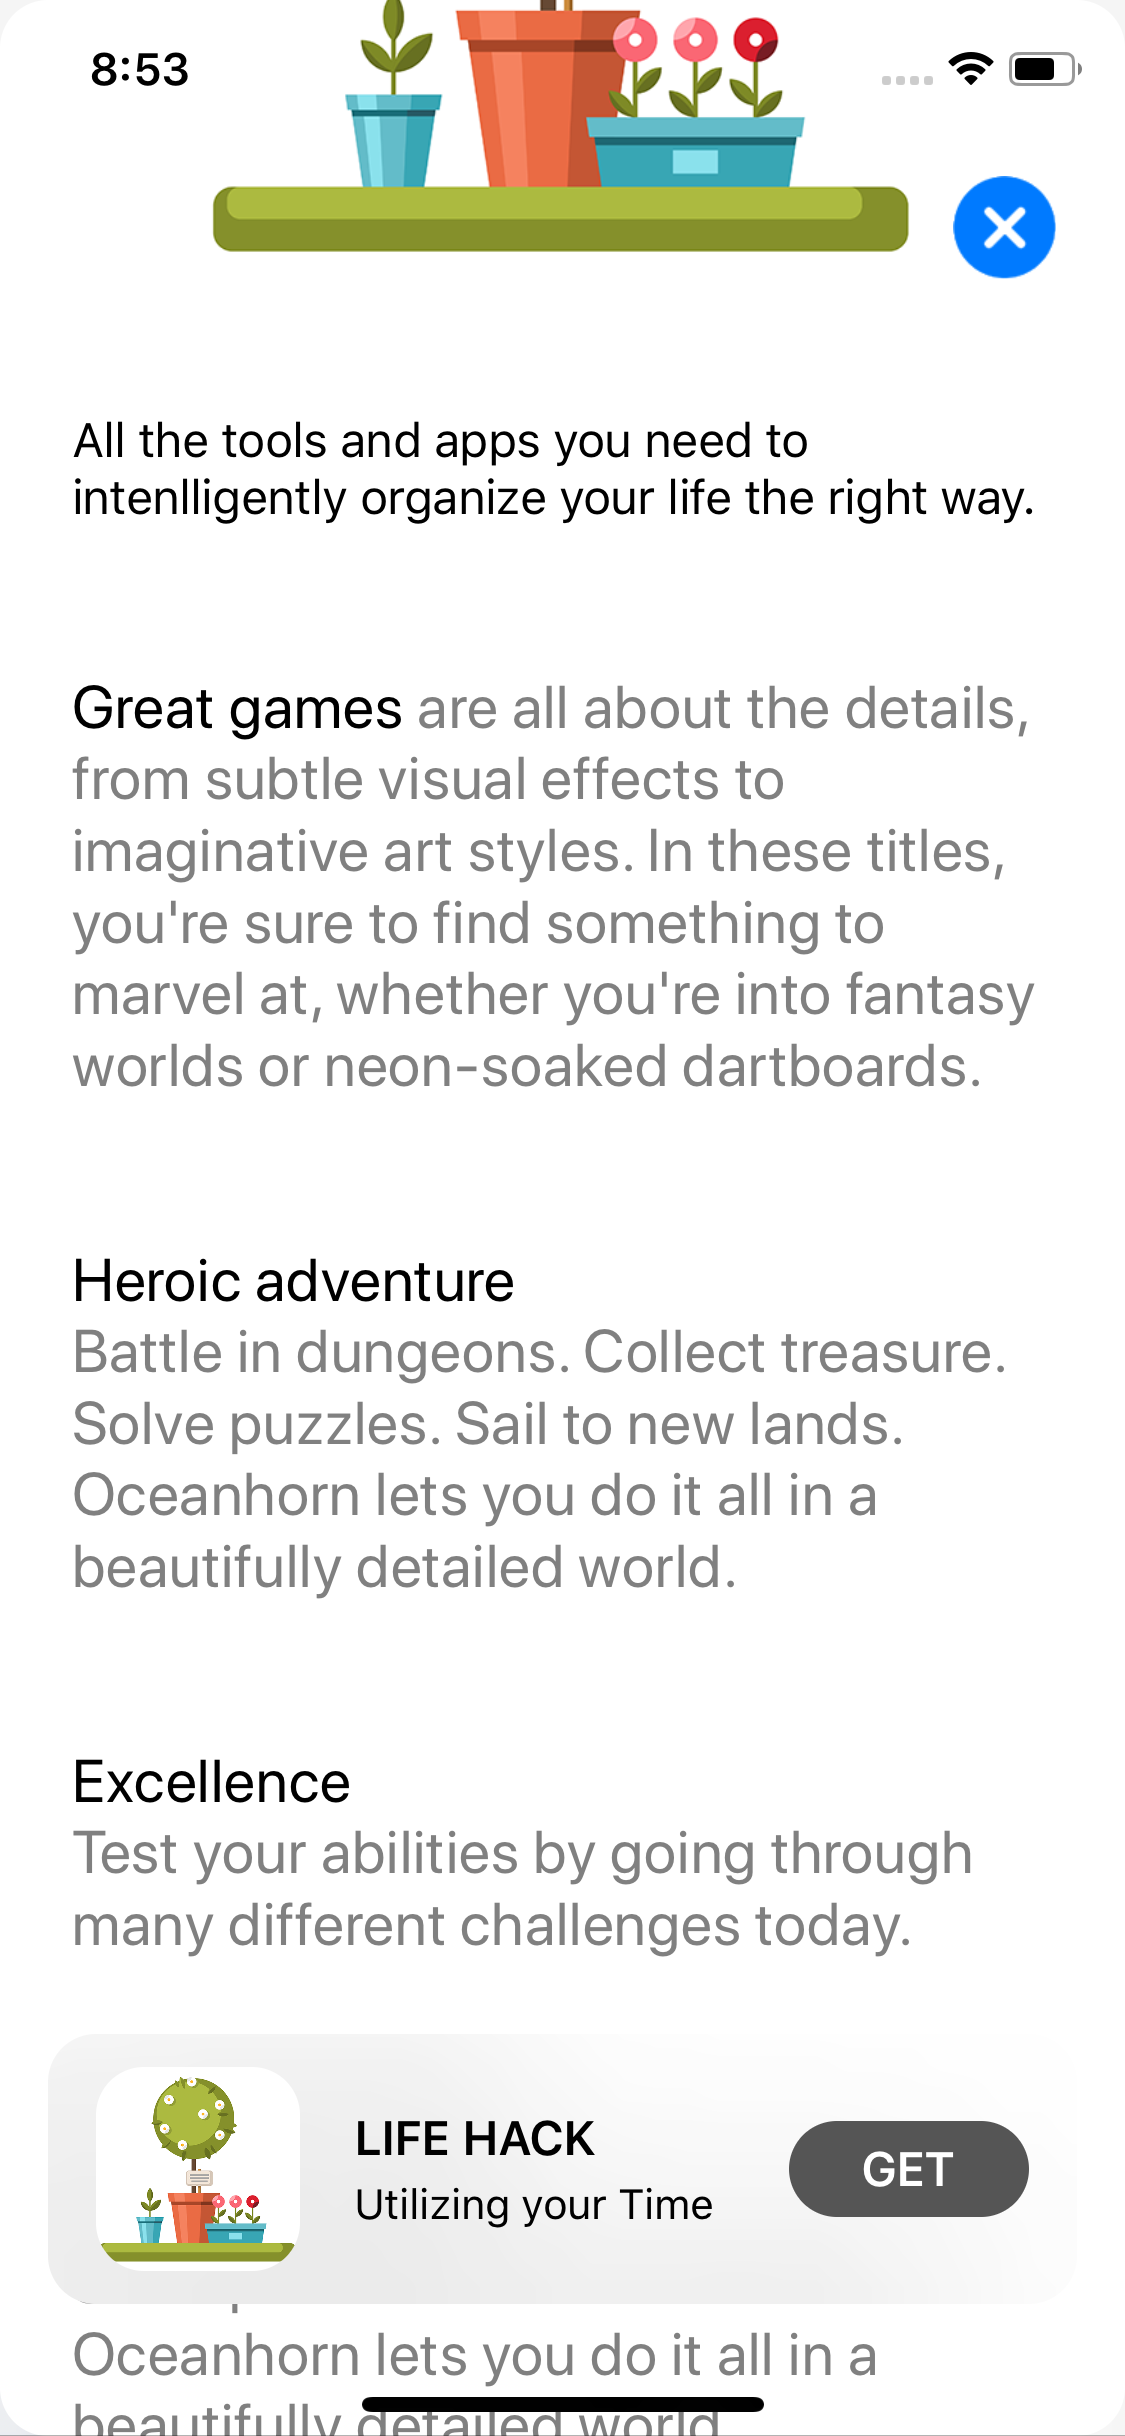 8:53
All the tools and apps you need to
intenlligently organize your life the right way.
Great games are all about the details,
from subtle visual effects to
imaginative art styles. In these titles,
you're sure to find something to
marvel at, whether you're into fantasy
worlds or neon-soaked dartboards.
Heroic adventure
Battle in dungeons. Collect treasure.
Solve puzzles. Sail to new lands.
Oceanhorn lets you do it all in a
beautifully detailed world.
Excellence
Test your abilities by going through
many different challenges today.
LIFE HACK
Utilizing your Time
GET
Oceanhorn lets you do it all in a
beautifully detailed world